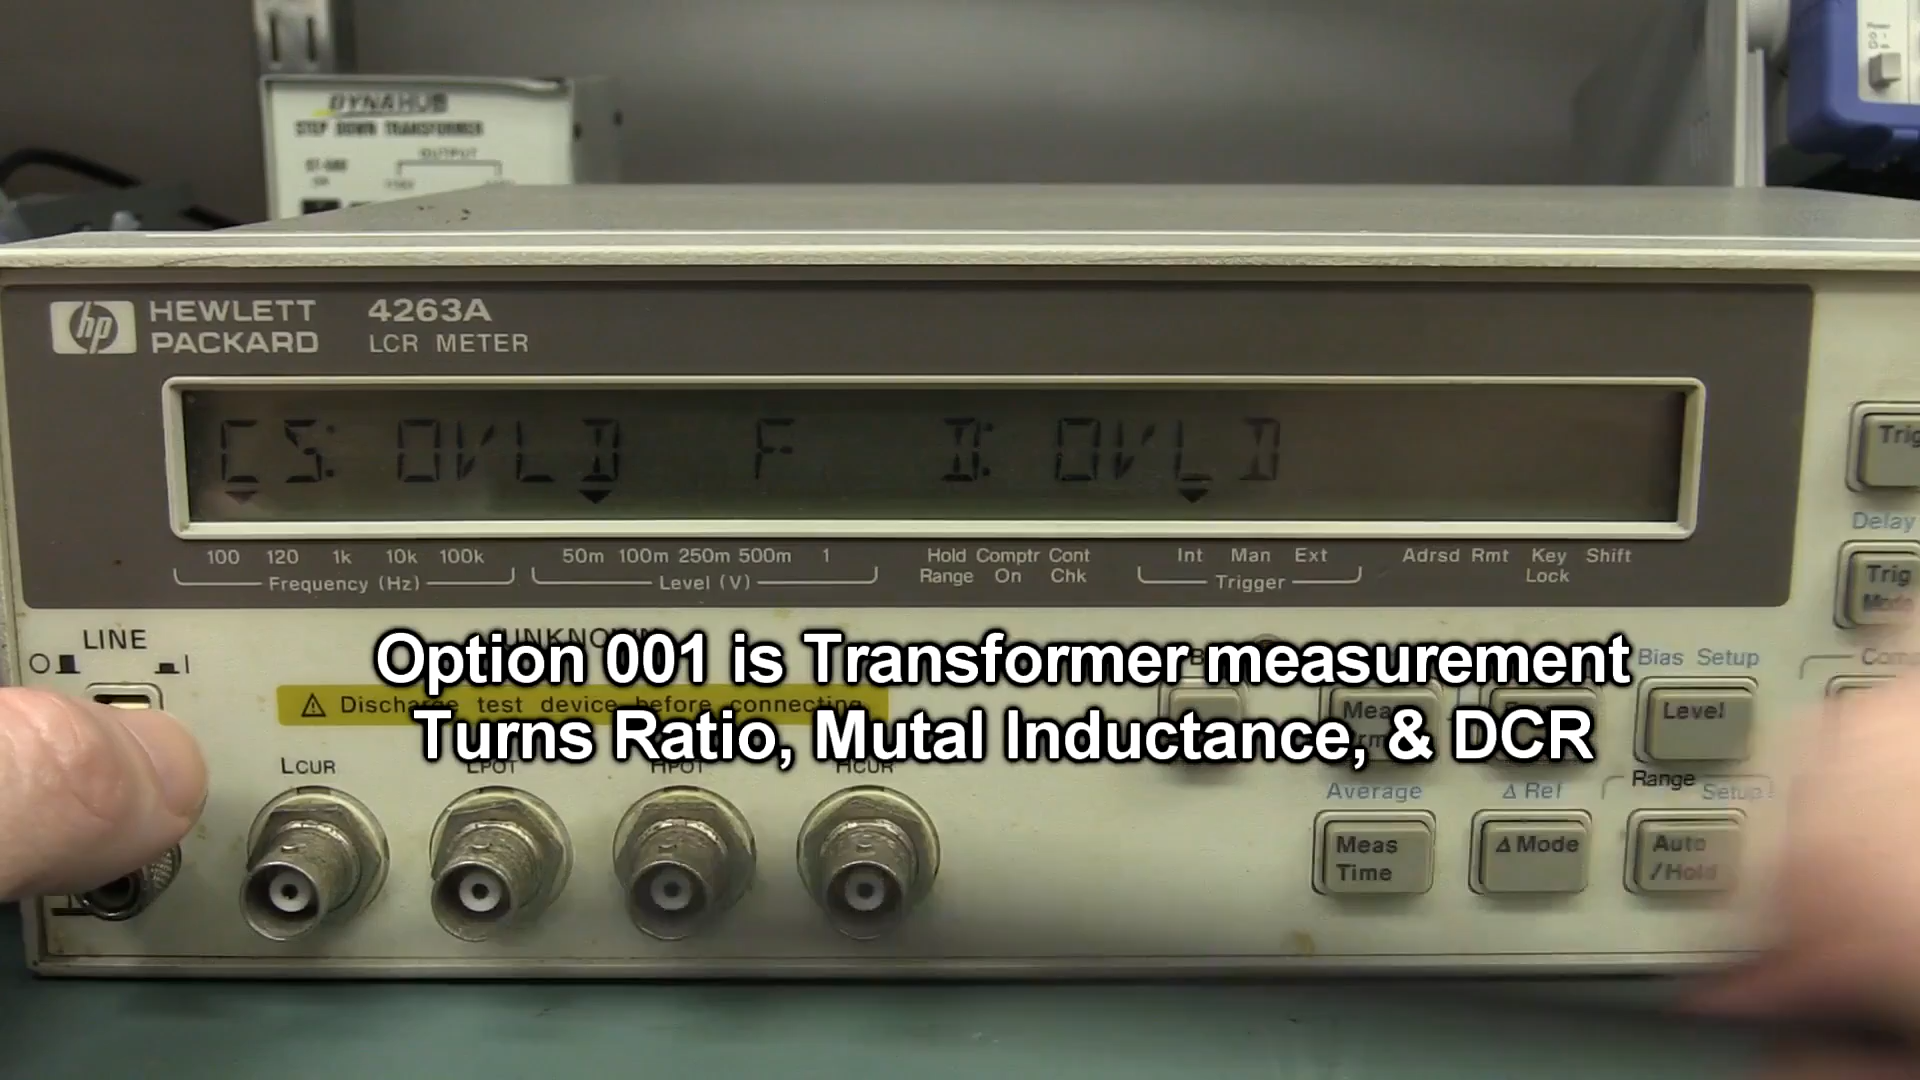 DYNAHUB
STEP DOWN TRANSFORMER
OUTPUT
hp HEWLETT PACKARD
4263A
LCR METER
CS: OVLD F D: OVLD
100 120 1k 10k 100k
Frequency (Hz)
50m 100m 250m 500m 1
Level (V)
Hold Range
Comptr On
Cont Chk
Int Man Ext
Trigger
Adrsd Rmt Key Lock Shift
Trig
Delay
Trig Mode
LINE
O I
UNKNOWN
Option 001 is Transformer measurement
Turns Ratio, Mutal Inductance, & DCR
Discharge test device before connecting
Bias Setup
Level
LCUR LPOT HPOT HCUR
Average
Δ Ref
Range
Setup
Meas Time
Δ Mode
Auto /Hold